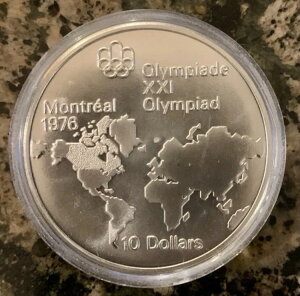 Olympiade
XXI
Olympiad
Montréal
1976
10 Dollars